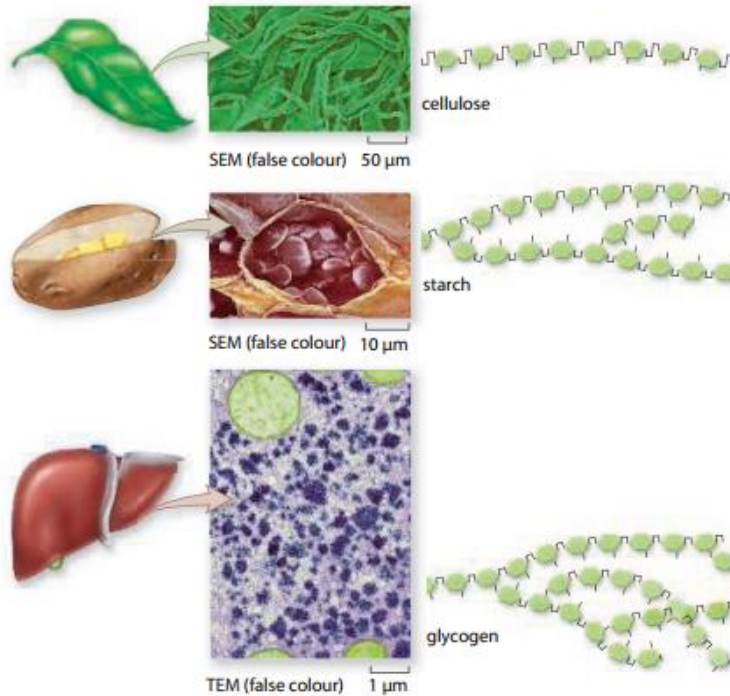 cellulose
SEM (false colour) 50 µm
starch
SEM (false colour) 10 µm
glycogen
TEM (false colour) 1 µm